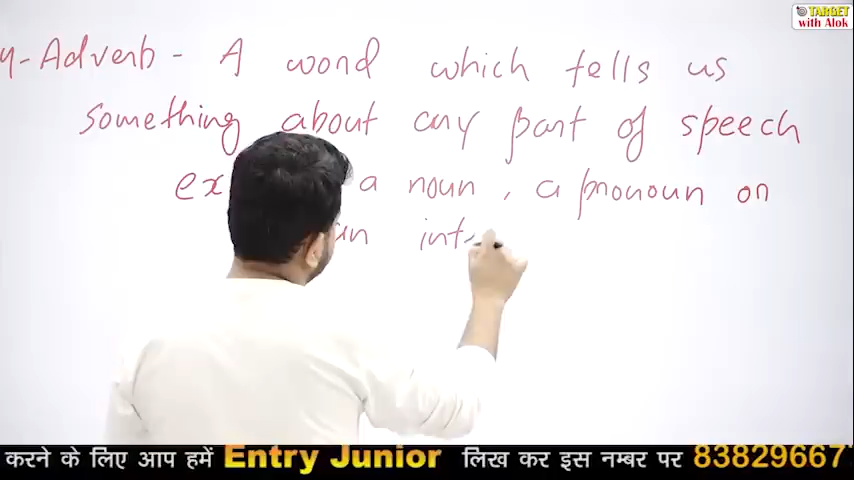 TARGET
with Alok
4- Adverb - A word which tells us
something about any part of speech
ex a noun, a pronoun or
an int
करने के लिए आप हमें Entry Junior लिख कर इस नम्बर पर 83829667